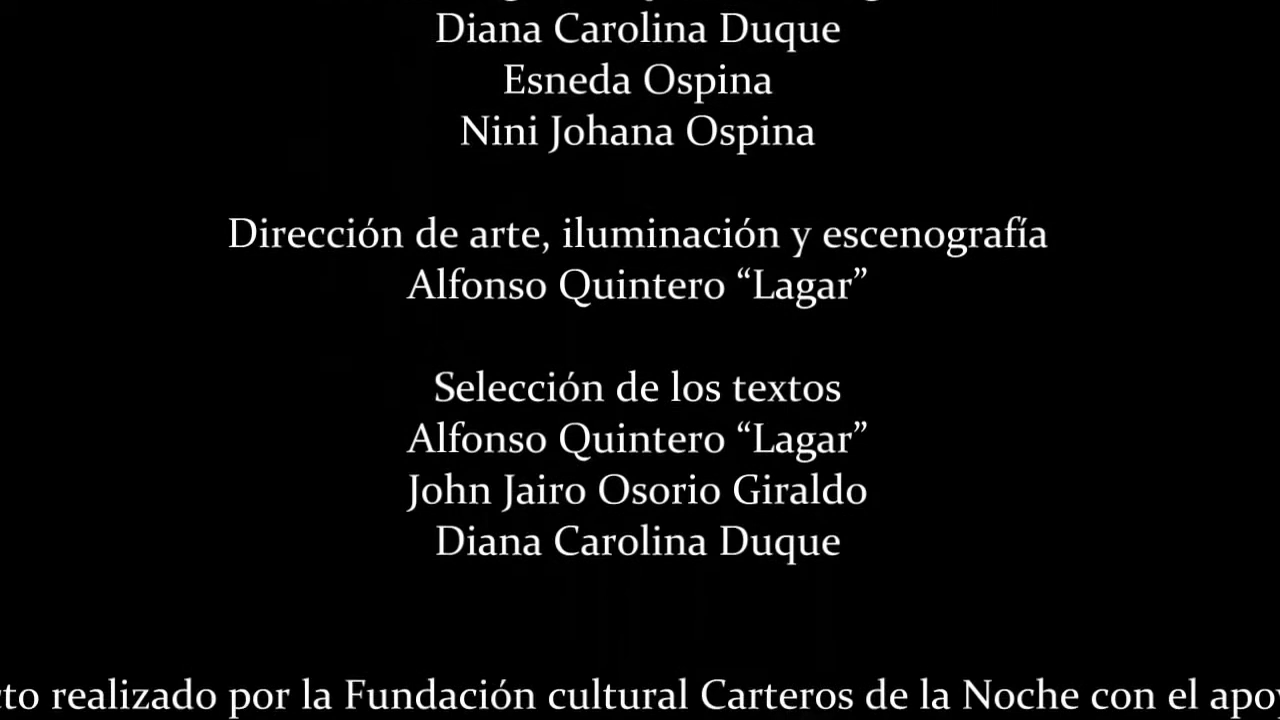 Diana Carolina Duque
Esneda Ospina
Nini Johana Ospina
Dirección de arte, iluminación y escenografía
Alfonso Quintero “Lagar”
Selección de los textos
Alfonso Quintero “Lagar”
John Jairo Osorio Giraldo
Diana Carolina Duque
realizado por la Fundación cultural Carteros de la Noche con el